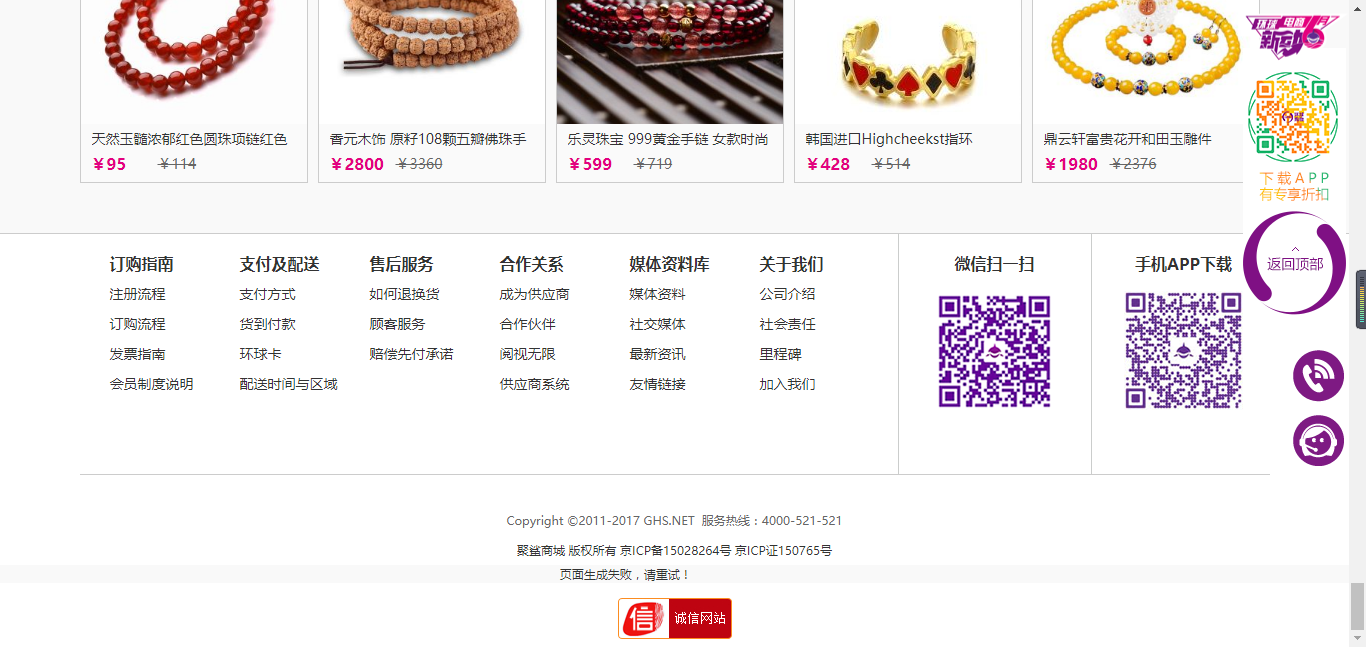 天然玉髓浓郁红色圆珠项链红色
￥95 ￥114
香元木饰 原籽108颗五瓣佛珠手
￥2800 ￥3360
乐灵珠宝 999黄金手链 女款时尚
￥599 ￥719
韩国进口Highcheekst指环
￥428 ￥514
鼎云轩富贵花开和田玉雕件
￥1980 ￥2376
环球 电商
新动
下载APP
有专享折扣
返回顶部
订购指南
注册流程
订购流程
发票指南
会员制度说明
支付及配送
支付方式
货到付款
环球卡
配送时间与区域
售后服务
如何退换货
顾客服务
赔偿先付承诺
合作关系
成为供应商
合作伙伴
阅视无限
供应商系统
媒体资料库
媒体资料
社交媒体
最新资讯
友情链接
关于我们
公司介绍
社会责任
里程碑
加入我们
微信扫一扫
手机APP下载
Copyright ©2011-2017 GHS.NET 服务热线：4000-521-521
聚鲨商城 版权所有 京ICP备15028264号 京ICP证150765号
页面生成失败，请重试！
信 诚信网站